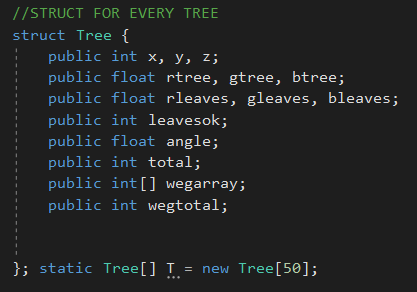 //STRUCT FOR EVERY TREE
struct Tree {
public int x, y, z;
public float rtree, gtree, btree;
public float rleaves, gleaves, bleaves;
public int leavesok;
public float angle;
public int total;
public int[] wegarray;
public int wegtotal;
}; static Tree[] T = new Tree[50];